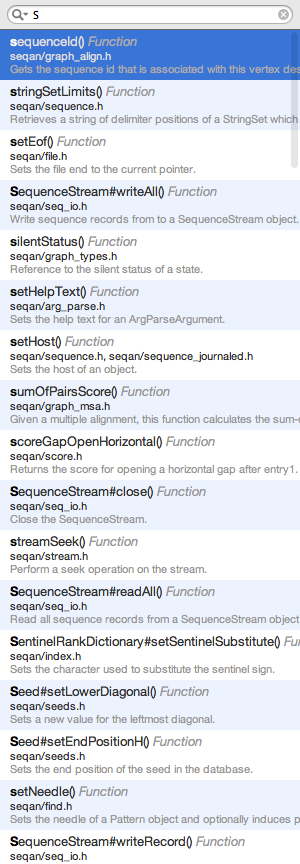 S
sequenceId() Function
seqan/graph_align.h
Gets the sequence id that is associated with this vertex des
stringSetLimits() Function
seqan/sequence.h
Retrieves a string of delimiter positions of a StringSet which
setEof() Function
seqan/file.h
Sets the file end to the current pointer.
SequenceStream#writeAll() Function
seqan/seq_io.h
Write sequence records from to a SequenceStream object.
silentStatus() Function
seqan/graph_types.h
Reference to the silent status of a state.
setHelpText() Function
seqan/arg_parse.h
Sets the help text for an ArgParseArgument.
setHost() Function
seqan/sequence.h, seqan/sequence_journaled.h
Sets the host of an object.
sumOfPairsScore() Function
seqan/graph_msa.h
Given a multiple alignment, this function calculates the sum-o
scoreGapOpenHorizontal() Function
seqan/score.h
Returns the score for opening a horizontal gap after entry1.
SequenceStream#close() Function
seqan/seq_io.h
Close the SequenceStream.
streamSeek() Function
seqan/stream.h
Perform a seek operation on the stream.
SequenceStream#readAll() Function
seqan/seq_io.h
Read all sequence records from a SequenceStream object
SentinelRankDictionary#setSentinelSubstitute() Fun
seqan/index.h
Sets the character used to substitute the sentinel sign.
Seed#setLowerDiagonal() Function
seqan/seeds.h
Sets a new value for the leftmost diagonal.
Seed#setEndPositionH() Function
seqan/seeds.h
Sets the end position of the seed in the database.
setNeedle() Function
seqan/find.h
Sets the needle of a Pattern object and optionally induces p
SequenceStream#writeRecord() Function
seqan/seq_io.h